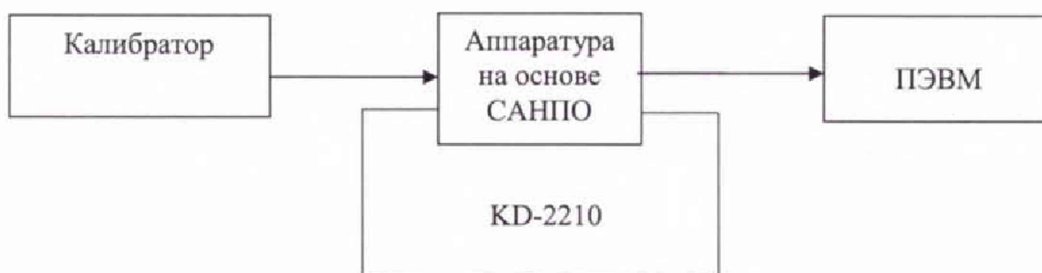 Калибратор
Аппаратура
на основе
САНПО
ПЭВМ
KD-2210